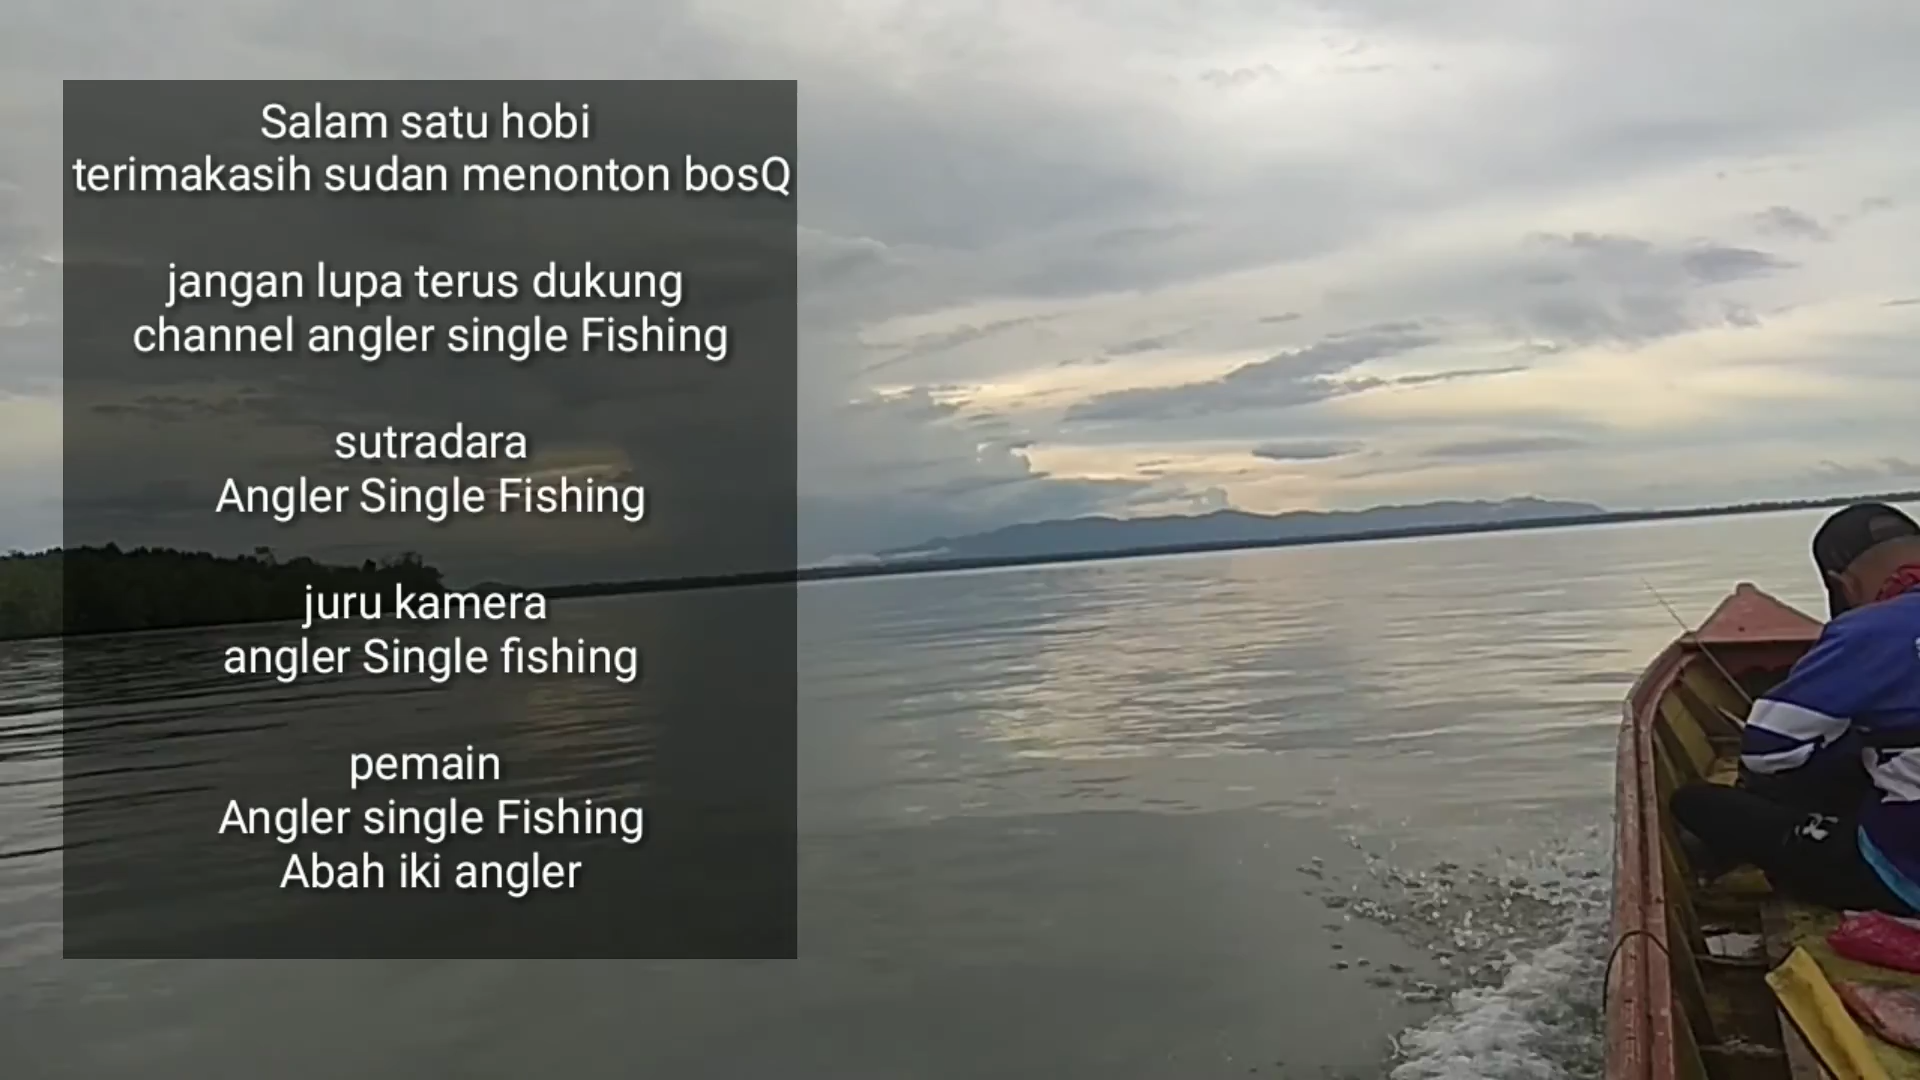 Salam satu hobi
terimakasih sudan menonton bosQ
jangan lupa terus dukung
channel angler single Fishing
sutradara
Angler Single Fishing
juru kamera
angler Single fishing
pemain
Angler single Fishing
Abah iki angler